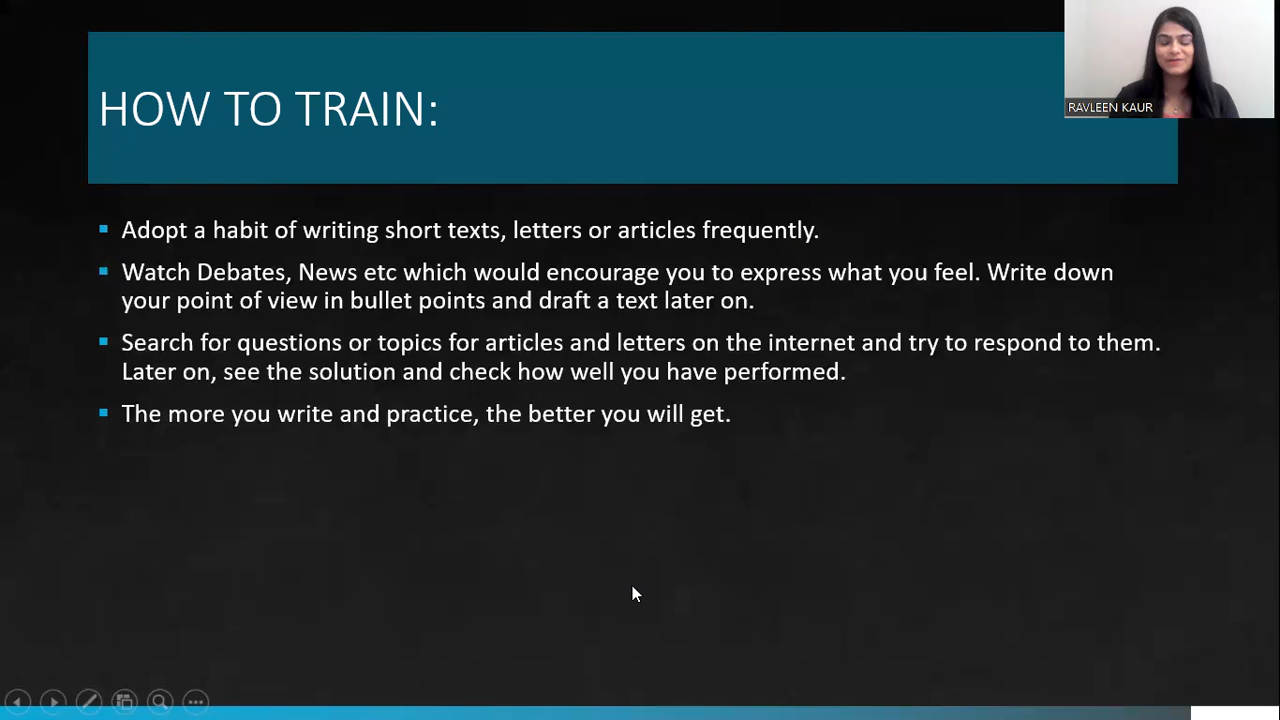 HOW TO TRAIN:
RAVLEEN KAUR
Adopt a habit of writing short texts, letters or articles frequently.
Watch Debates, News etc which would encourage you to express what you feel. Write down
your point of view in bullet points and draft a text later on.
Search for questions or topics for articles and letters on the internet and try to respond to them.
Later on, see the solution and check how well you have performed.
The more you write and practice, the better you will get.